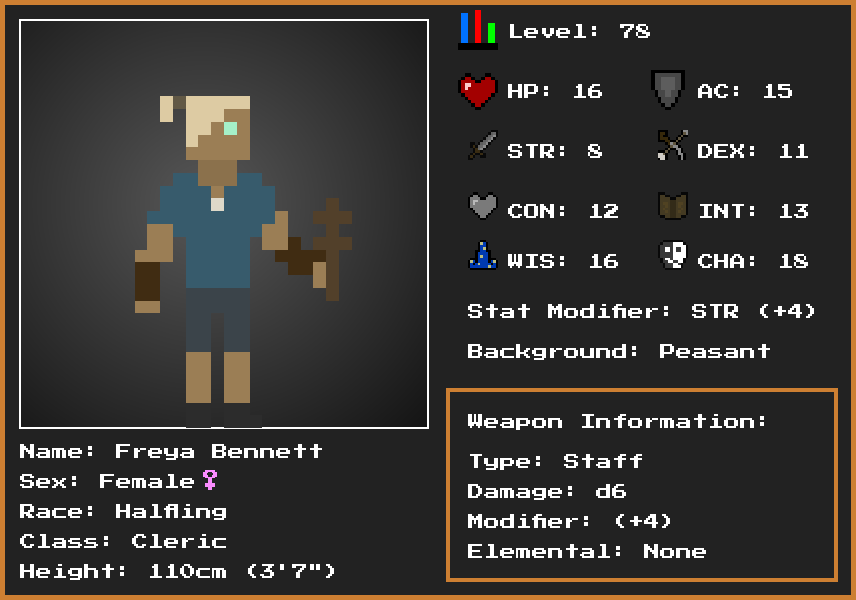 Level: 78
HP: 16
AC: 15
STR: 8
DEX: 11
CON: 12
INT: 13
WIS: 16
CHA: 18
Stat Modifier: STR (+4)
Background: Peasant
Weapon Information:
Type: Staff
Damage: d6
Modifier: (+4)
Elemental: None
Name: Freya Bennett
Sex: Female♀
Race: Halfling
Class: Cleric
Height: 110cm (3'7")